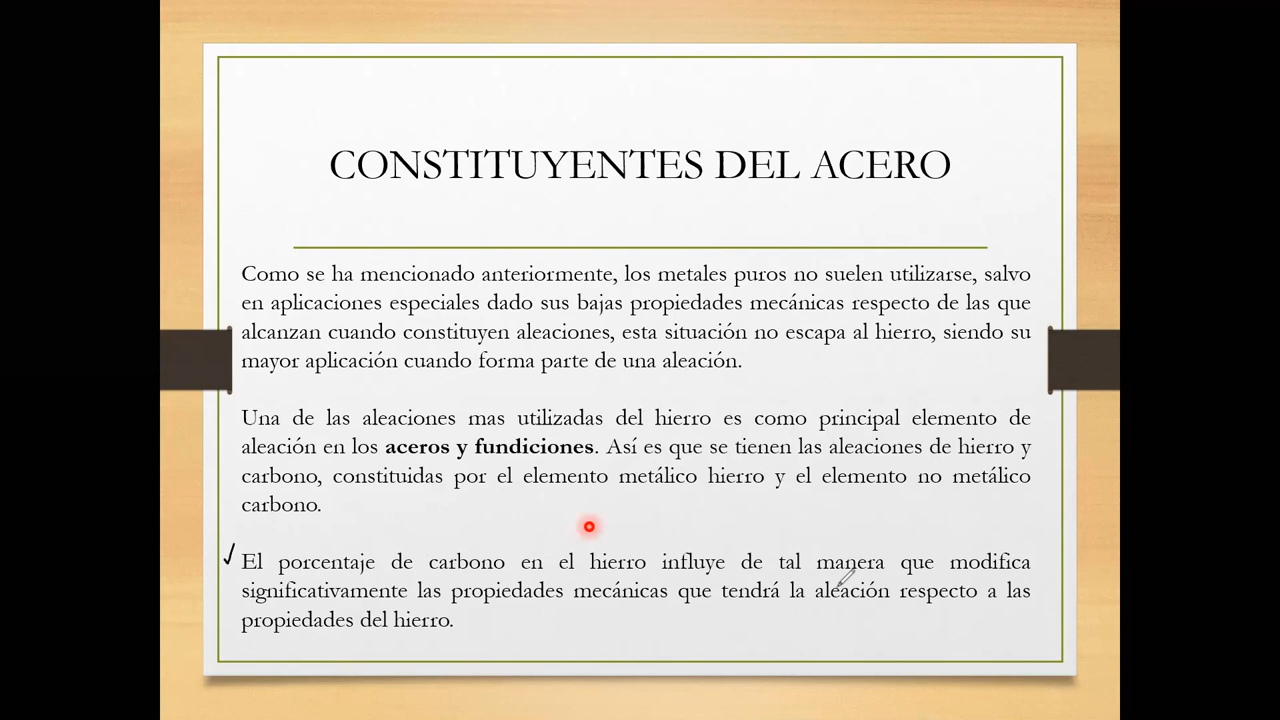 CONSTITUYENTES DEL ACERO
Como se ha mencionado anteriormente, los metales puros no suelen utilizarse, salvo
en aplicaciones especiales dado sus bajas propiedades mecánicas respecto de las que
alcanzan cuando constituyen aleaciones, esta situación no escapa al hierro, siendo su
mayor aplicación cuando forma parte de una aleación.
Una de las aleaciones mas utilizadas del hierro es como principal elemento de
aleación en los aceros y fundiciones. Así es que se tienen las aleaciones de hierro y
carbono, constituidas por el elemento metálico hierro y el elemento no metálico
carbono.
El porcentaje de carbono en el hierro influye de tal manera que modifica
significativamente las propiedades mecánicas que tendrá la aleación respecto a las
propiedades del hierro.